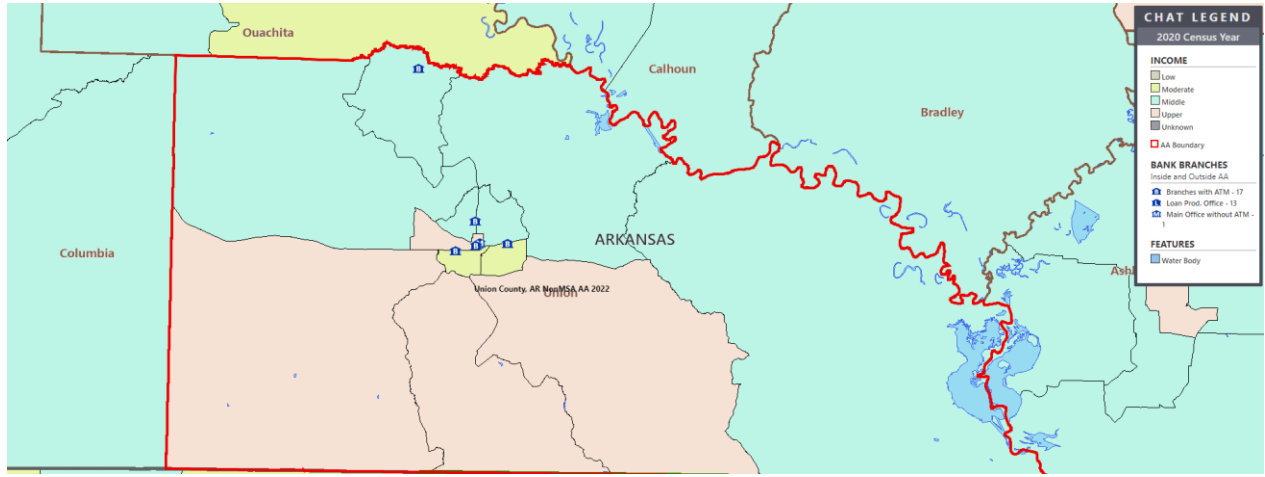 Ouachita
Calhoun
Bradley
Columbia
ARKANSAS
Union County, AR NonMSA AA 2022
Union
CHAT LEGEND
2020 Census Year
INCOME
Low
Moderate
Middle
Upper
Unknown
AA Boundary
BANK BRANCHES
Inside and Outside AA
Branches with ATM - 17
Loan Prod. Office - 13
Main Office without ATM -
1
FEATURES
Water Body
Ashl